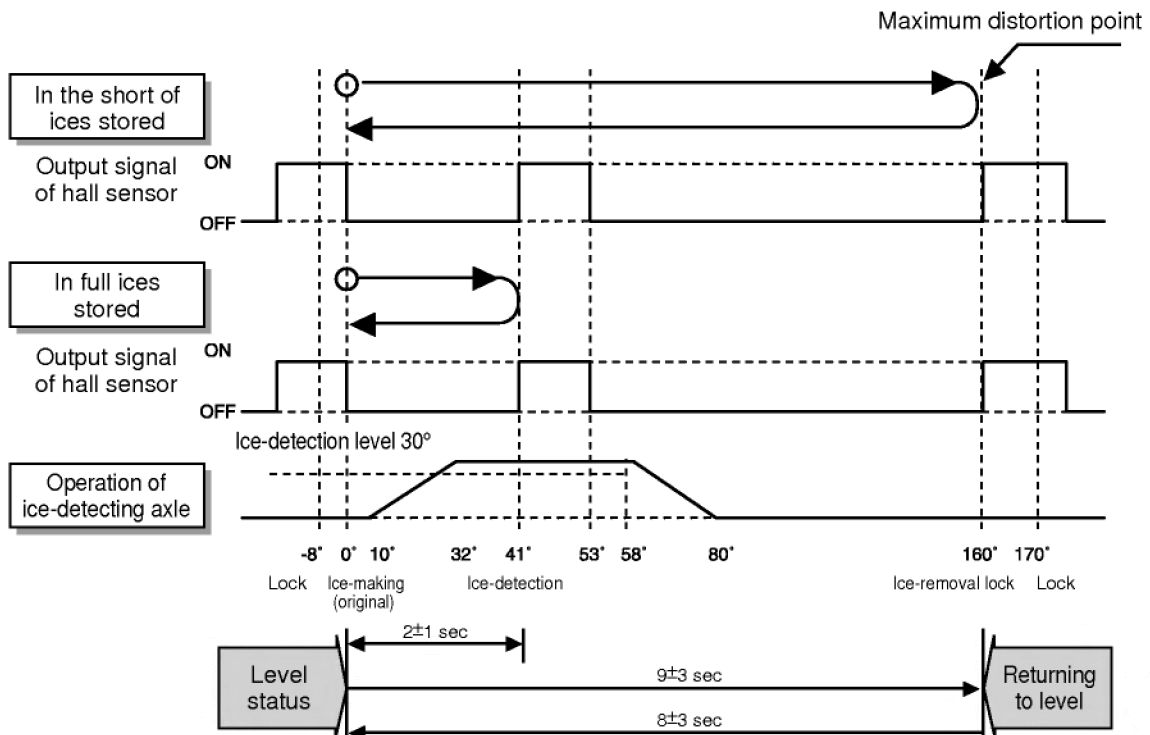 Maximum distortion point
In the short of
ices stored
Output signal
of hall sensor
ON
OFF
In full ices
stored
Output signal
of hall sensor
ON
OFF
Ice-detection level 30°
Operation of
ice-detecting axle
-8° 0° 10° 32° 41° 53° 58° 80° 160° 170°
Lock Ice-making Ice-detection Ice-removal lock Lock
(original)
2±1 sec
Level
status
9±3 sec
Returning
to level
8±3 sec